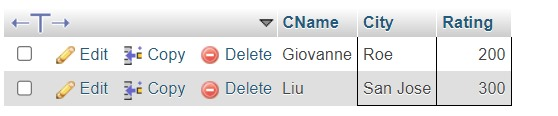 CName City Rating
Edit Copy Delete Giovanne Roe 200
Edit Copy Delete Liu San Jose 300